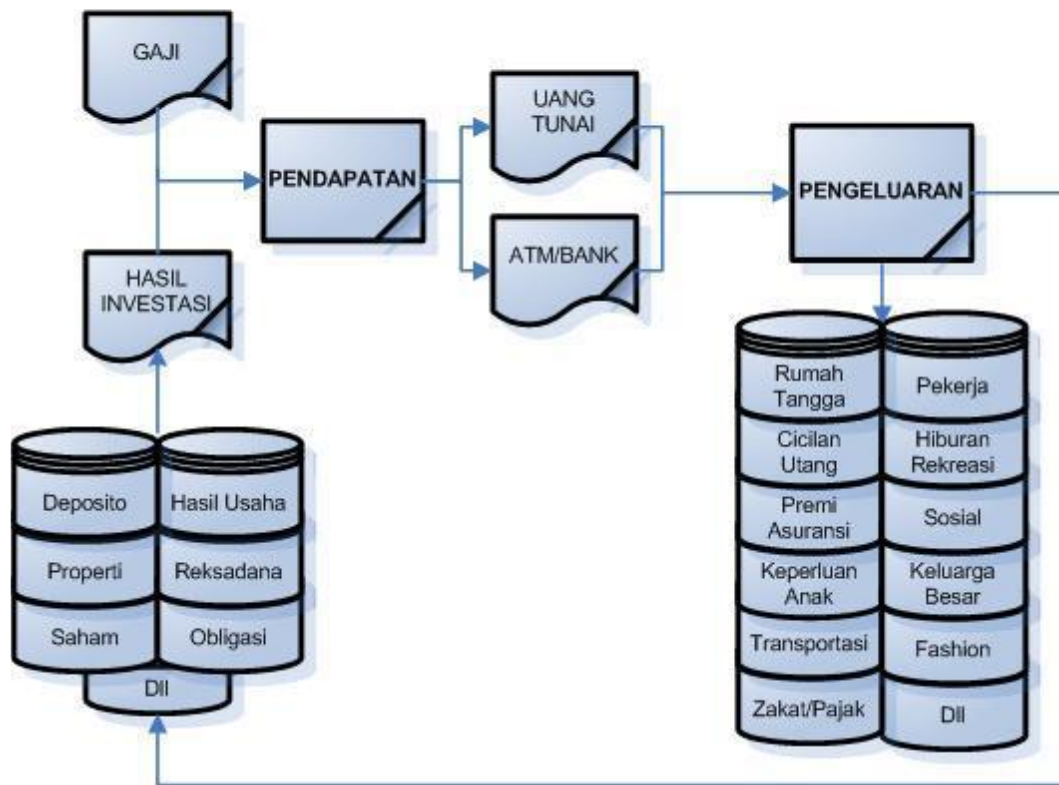 GAJI
UANG
TUNAI
PENDAPATAN
PENGELUARAN
ATM/BANK
HASIL
INVESTASI
Deposito
Hasil Usaha
Properti
Reksadana
Saham
Obligasi
Dll
Rumah
Tangga
Pekerja
Cicilan
Utang
Hiburan
Rekreasi
Premi
Asuransi
Sosial
Keperluan
Anak
Keluarga
Besar
Transportasi
Fashion
Zakat/Pajak
Dll